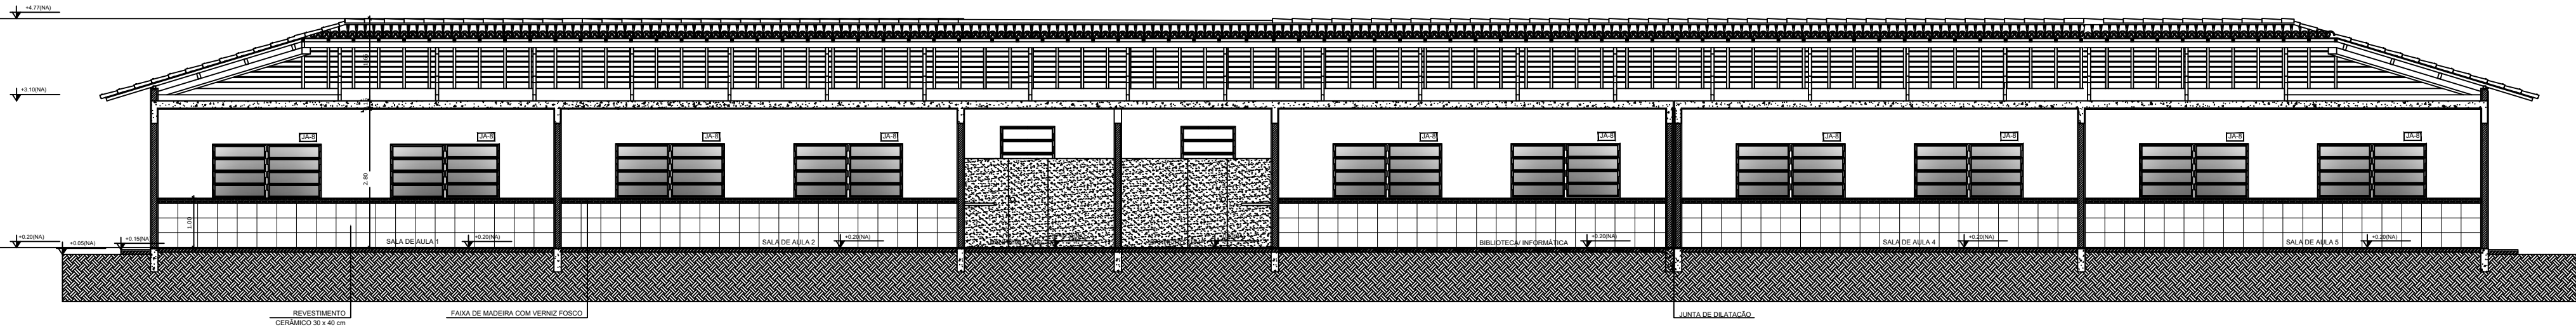 +4.77(NA)
+3.10(NA)
JA-8
JA-8
JA-8
JA-8
JA-8
JA-8
JA-8
JA-8
JA-8
JA-8
2.80
1.00
+0.20(NA)
+0.05(NA)
+0.15(NA)
SALA DE AULA 1
+0.20(NA)
SALA DE AULA 2
+0.20(NA)
BIBLIOTECA/ INFORMÁTICA
+0.20(NA)
SALA DE AULA 4
+0.20(NA)
SALA DE AULA 5
+0.20(NA)
REVESTIMENTO
CERÂMICO 30 x 40 cm
FAIXA DE MADEIRA COM VERNIZ FOSCO
JUNTA DE DILATAÇÃO